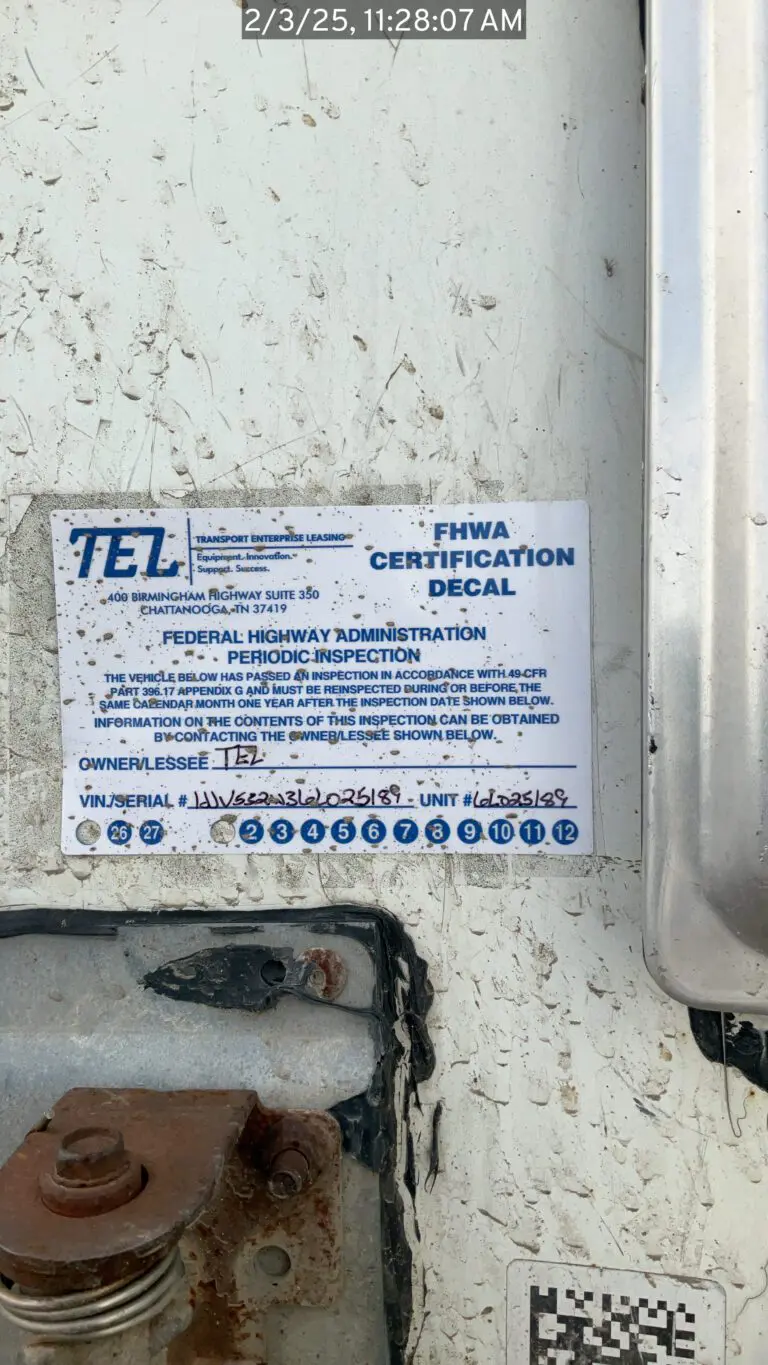 2/3/25, 11:28:07 AM
TEL
TRANSPORT ENTERPRISE LEASING
Equipment. Innovation.
Support. Success.
400 BIRMINGHAM HIGHWAY SUITE 350
CHATTANOOGA, TN 37419
FHWA
CERTIFICATION
DECAL
FEDERAL HIGHWAY ADMINISTRATION
PERIODIC INSPECTION
THE VEHICLE BELOW HAS PASSED AN INSPECTION IN ACCORDANCE WITH 49 CFR
PART 396.17 APPENDIX G AND MUST BE REINSPECTED DURING OR BEFORE THE
SAME CALENDAR MONTH ONE YEAR AFTER THE INSPECTION DATE SHOWN BELOW.
INFORMATION ON THE CONTENTS OF THIS INSPECTION CAN BE OBTAINED
BY CONTACTING THE OWNER/LESSEE SHOWN BELOW.
OWNER/LESSEE TEL
VIN./SERIAL # 1JJV532W36L025189 UNIT # 6L025189
26 27 2 3 4 5 6 7 8 9 10 11 12